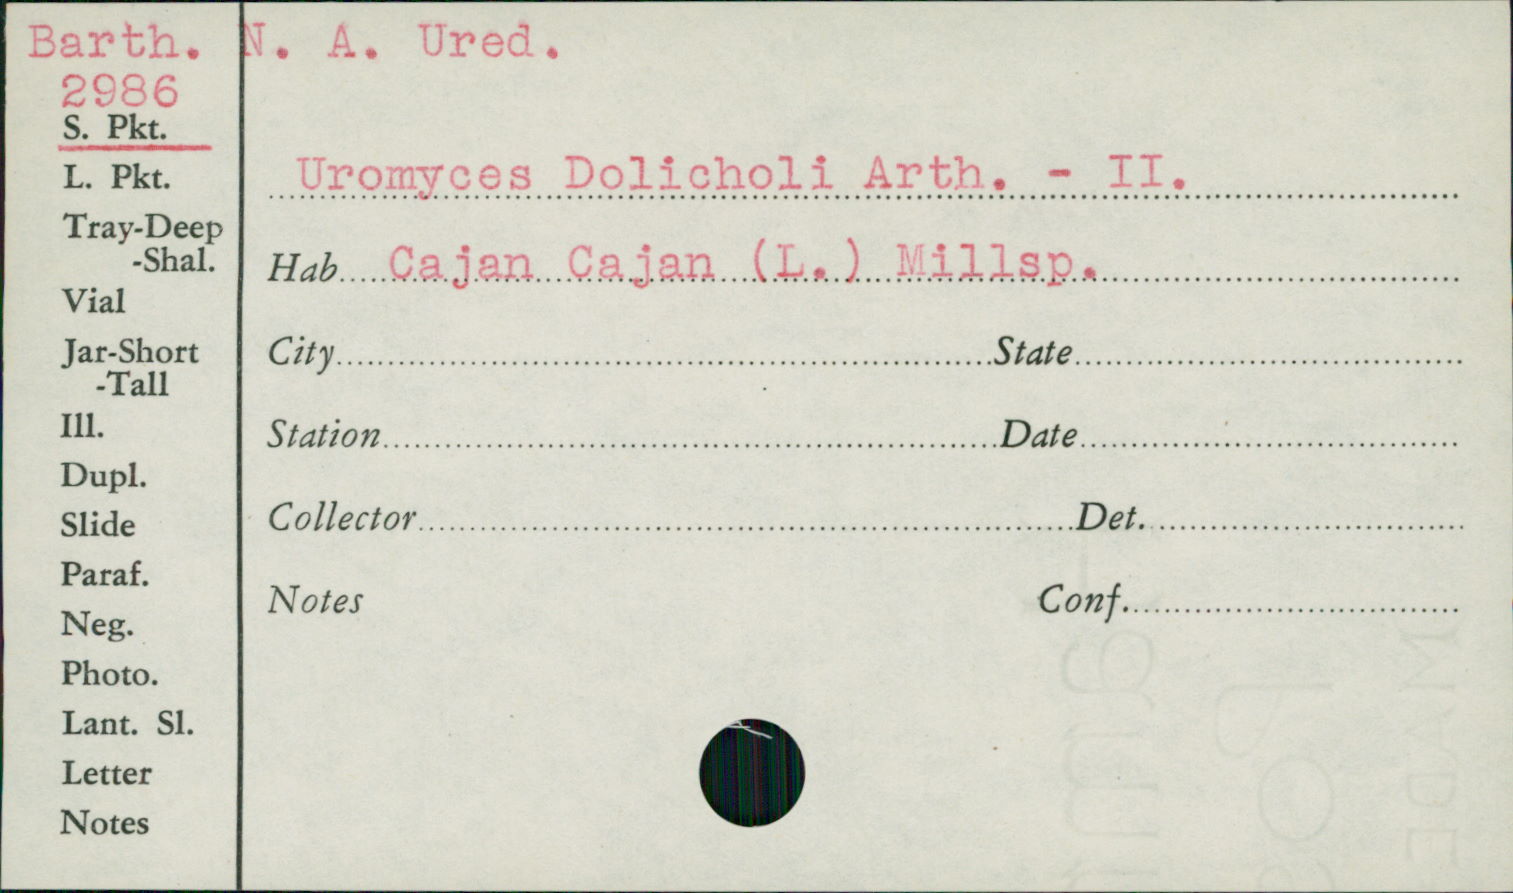 Barth. N. A. Ured.
2986
S. Pkt.
L. Pkt.
Tray-Deep
-Shal.
Vial
Jar-Short
-Tall
Ill.
Dupl.
Slide
Paraf.
Neg.
Photo.
Lant. Sl.
Letter
Notes
Uromyces Dolicholi Arth. - II.
Hab Cajan Cajan (L.) Millsp.
City State
Station Date
Collector Det.
Notes Conf.